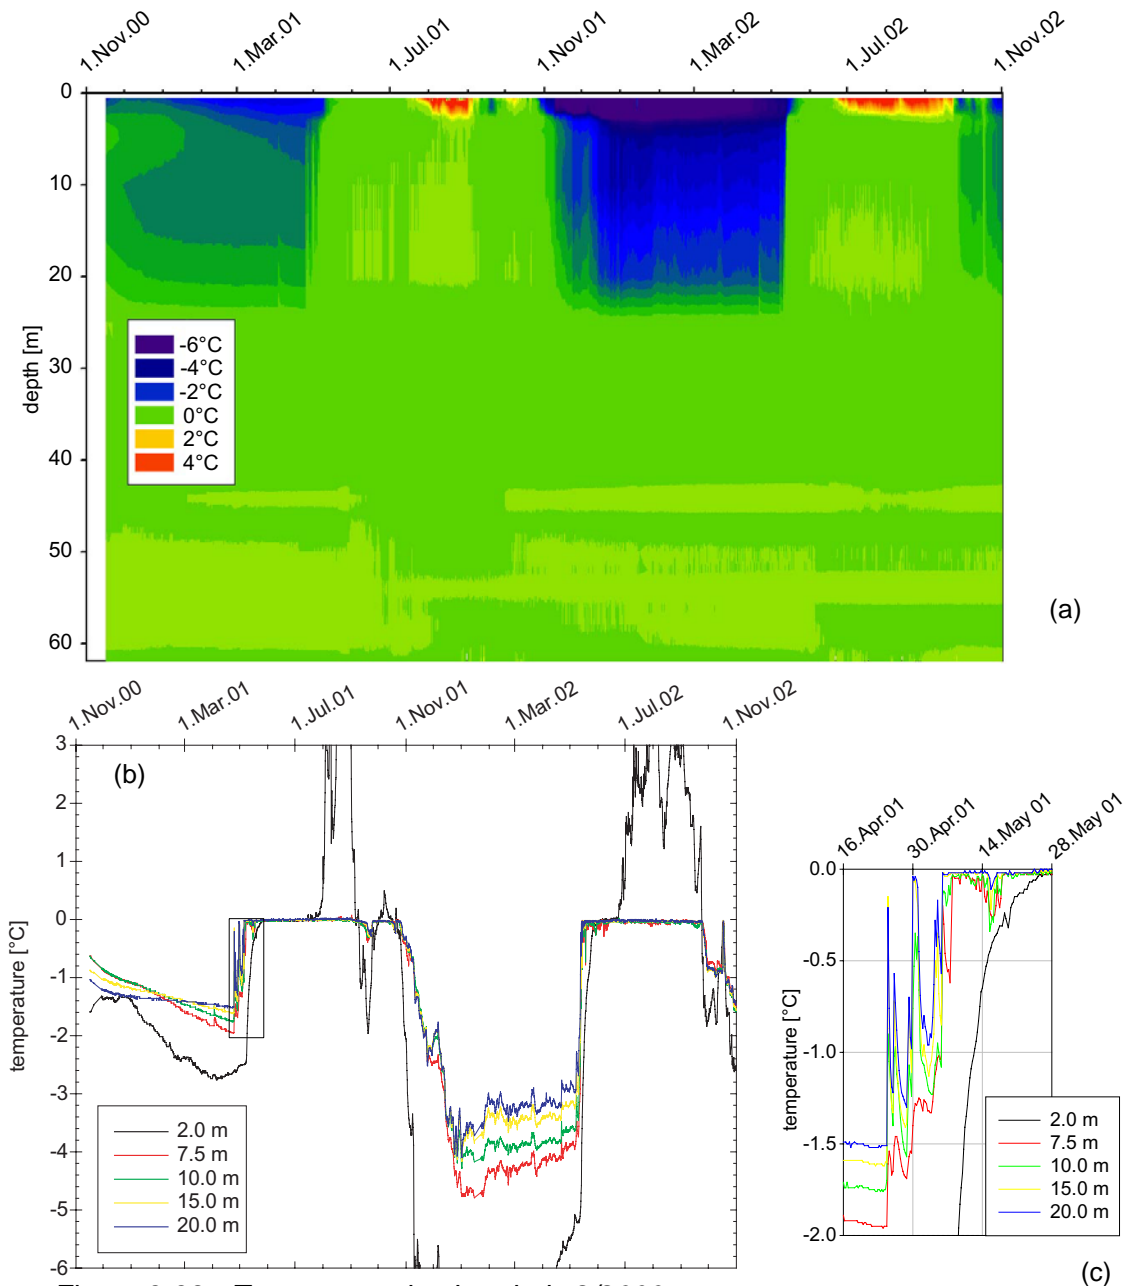 1.Nov.00
1.Mar.01
1.Jul.01
1.Nov.01
1.Mar.02
1.Jul.02
1.Nov.02
0
10
20
30
40
50
60
depth [m]
-6°C
-4°C
-2°C
0°C
2°C
4°C
(a)
1.Nov.00
1.Mar.01
1.Jul.01
1.Nov.01
1.Mar.02
1.Jul.02
1.Nov.02
3
2
1
0
-1
-2
-3
-4
-5
-6
temperature [°C]
(b)
2.0 m
7.5 m
10.0 m
15.0 m
20.0 m
16.Apr.01
30.Apr.01
14.May 01
28.May 01
0.0
-0.5
-1.0
-1.5
-2.0
temperature [°C]
2.0 m
7.5 m
10.0 m
15.0 m
20.0 m
(c)